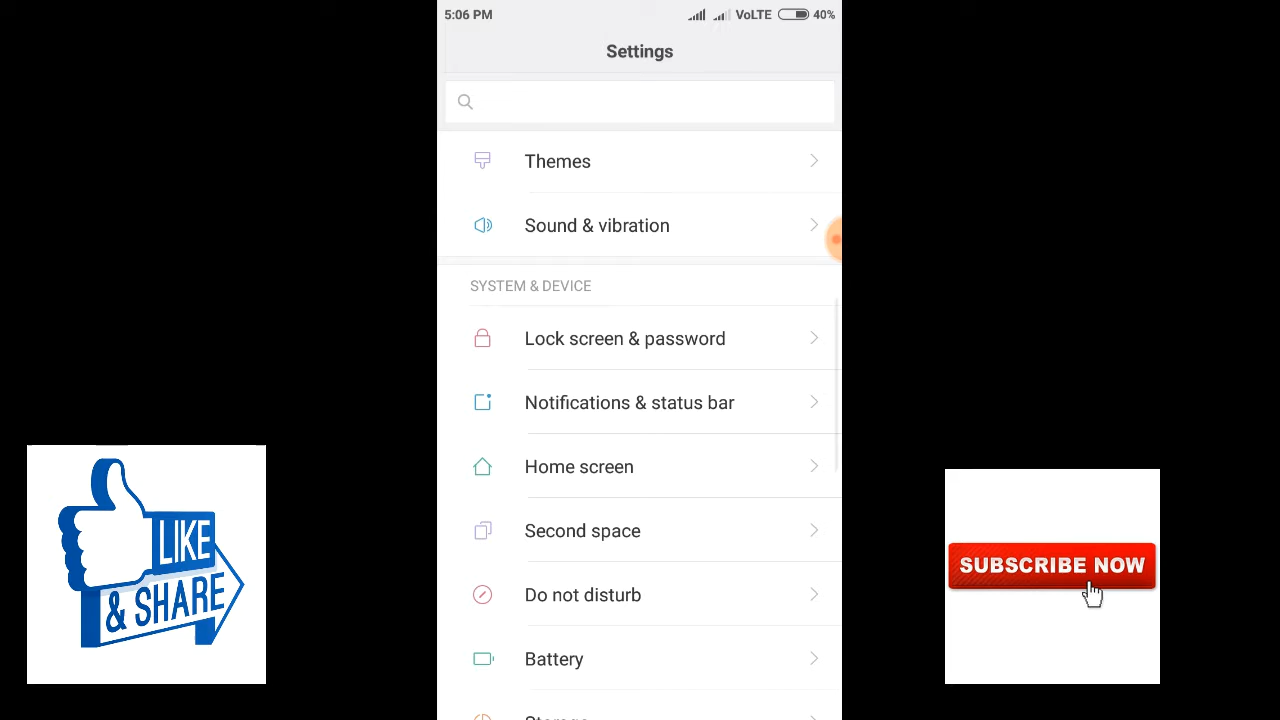 5:06 PM
VoLTE
40%
Settings
Themes
Sound & vibration
SYSTEM & DEVICE
Lock screen & password
Notifications & status bar
Home screen
Second space
Do not disturb
Battery
Storage
LIKE
& SHARE
SUBSCRIBE NOW